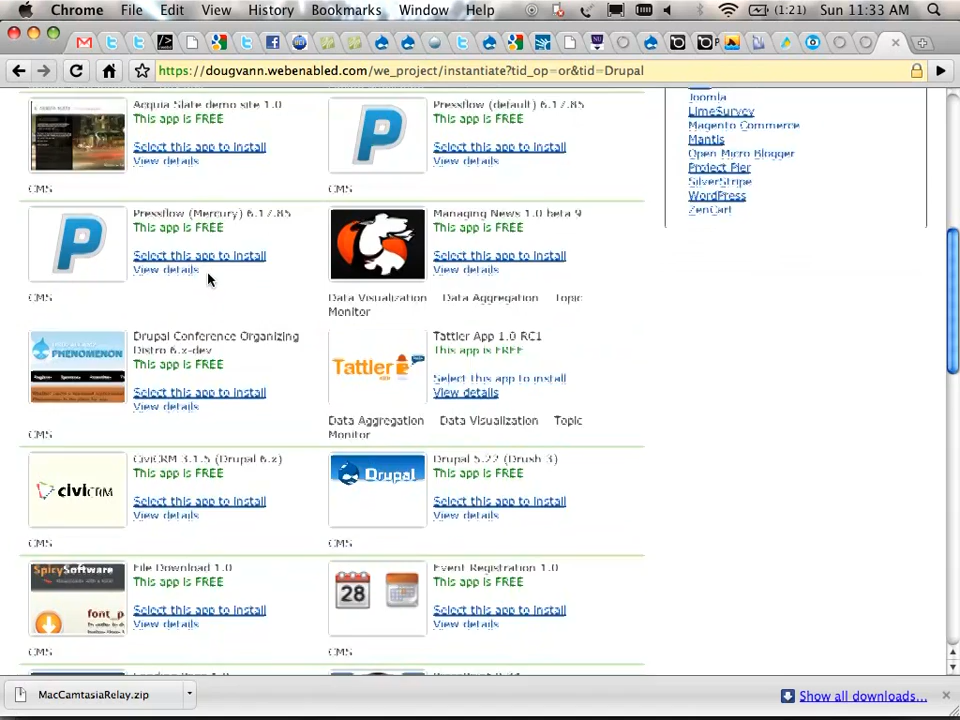 Chrome File Edit View History Bookmarks Window Help (1:21) Sun 11:33 AM
https://dougvann.webenabled.com/we_project/instantiate?tid_op=or&tid=Drupal
Acquia Slate demo site 1.0
This app is FREE
Select this app to install
View details
CMS
Pressflow (default) 6.17.85
This app is FREE
Select this app to install
View details
CMS
Joomla
LimeSurvey
Magento Commerce
Mantis
Open Micro Blogger
Project Pier
SilverStripe
WordPress
ZenCart
Pressflow (Mercury) 6.17.85
This app is FREE
Select this app to install
View details
CMS
Managing News 1.0 beta 9
This app is FREE
Select this app to install
View details
Data Visualization Data Aggregation Topic
Monitor
PHENOMENON
Drupal Conference Organizing
Distro 6.x-dev
This app is FREE
Select this app to install
View details
CMS
Tattler
Tattler App 1.0 RC1
This app is FREE
Select this app to install
View details
Data Aggregation Data Visualization Topic
Monitor
civiCRM
CiviCRM 3.1.5 (Drupal 6.x)
This app is FREE
Select this app to install
View details
CMS
Drupal
Drupal 5.22 (Drush 3)
This app is FREE
Select this app to install
View details
CMS
SpicySoftware
font_p
File Download 1.0
This app is FREE
Select this app to install
View details
CMS
28
Event Registration 1.0
This app is FREE
Select this app to install
View details
CMS
MacCamtasiaRelay.zip
Show all downloads...